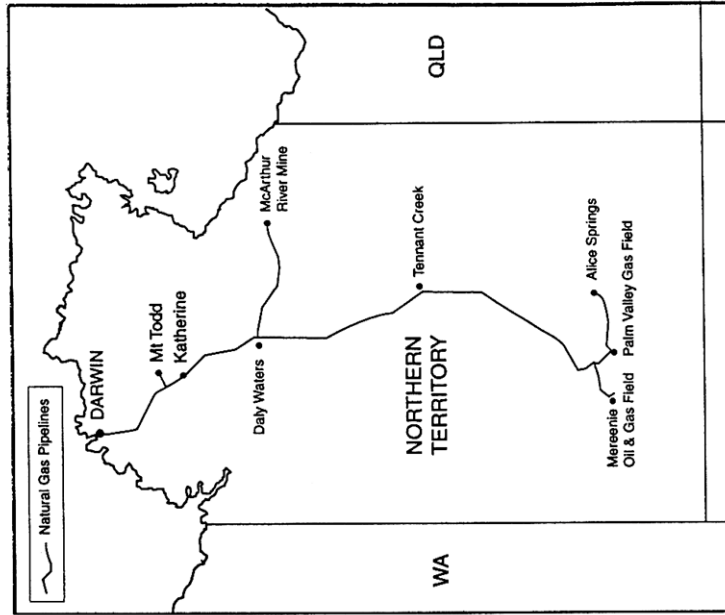 Natural Gas Pipelines
DARWIN
Mt Todd
Katherine
McArthur
River Mine
Daly Waters
QLD
Tennant Creek
NORTHERN
TERRITORY
WA
Alice Springs
Palm Valley Gas Field
Mereenie
Oil & Gas Field